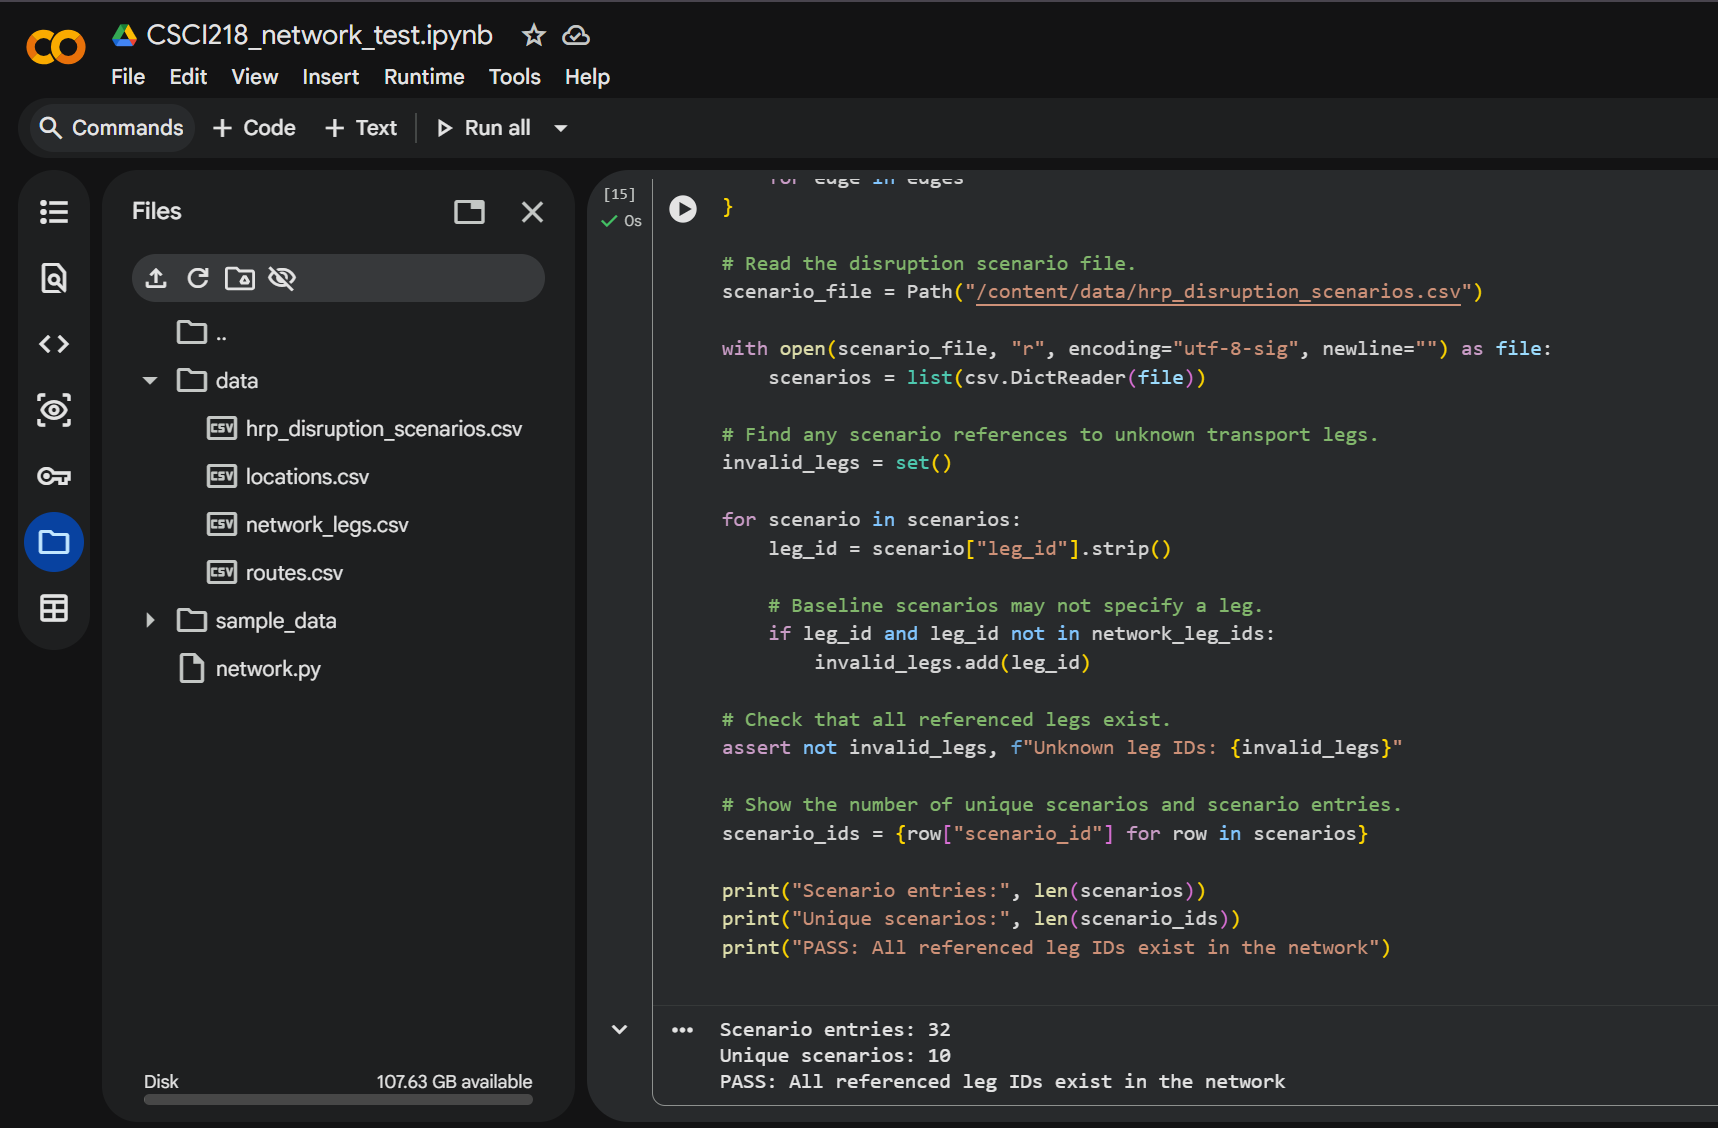 CSCI218_network_test.ipynb
File Edit View Insert Runtime Tools Help
Commands + Code + Text Run all
Files
..
data
hrp_disruption_scenarios.csv
locations.csv
network_legs.csv
routes.csv
sample_data
network.py
Disk 107.63 GB available
[15]
0s
for edge in edges
}
# Read the disruption scenario file.
scenario_file = Path("/content/data/hrp_disruption_scenarios.csv")
with open(scenario_file, "r", encoding="utf-8-sig", newline="") as file:
    scenarios = list(csv.DictReader(file))
# Find any scenario references to unknown transport legs.
invalid_legs = set()
for scenario in scenarios:
    leg_id = scenario["leg_id"].strip()
    # Baseline scenarios may not specify a leg.
    if leg_id and leg_id not in network_leg_ids:
        invalid_legs.add(leg_id)
# Check that all referenced legs exist.
assert not invalid_legs, f"Unknown leg IDs: {invalid_legs}"
# Show the number of unique scenarios and scenario entries.
scenario_ids = {row["scenario_id"] for row in scenarios}
print("Scenario entries:", len(scenarios))
print("Unique scenarios:", len(scenario_ids))
print("PASS: All referenced leg IDs exist in the network")
Scenario entries: 32
Unique scenarios: 10
PASS: All referenced leg IDs exist in the network